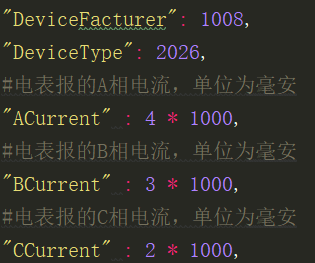 "DeviceFacturer": 1008,
"DeviceType": 2026,
#电表报的A相电流，单位为毫安
"ACurrent" : 4 * 1000,
#电表报的B相电流，单位为毫安
"BCurrent" : 3 * 1000,
#电表报的C相电流，单位为毫安
"CCurrent" : 2 * 1000,